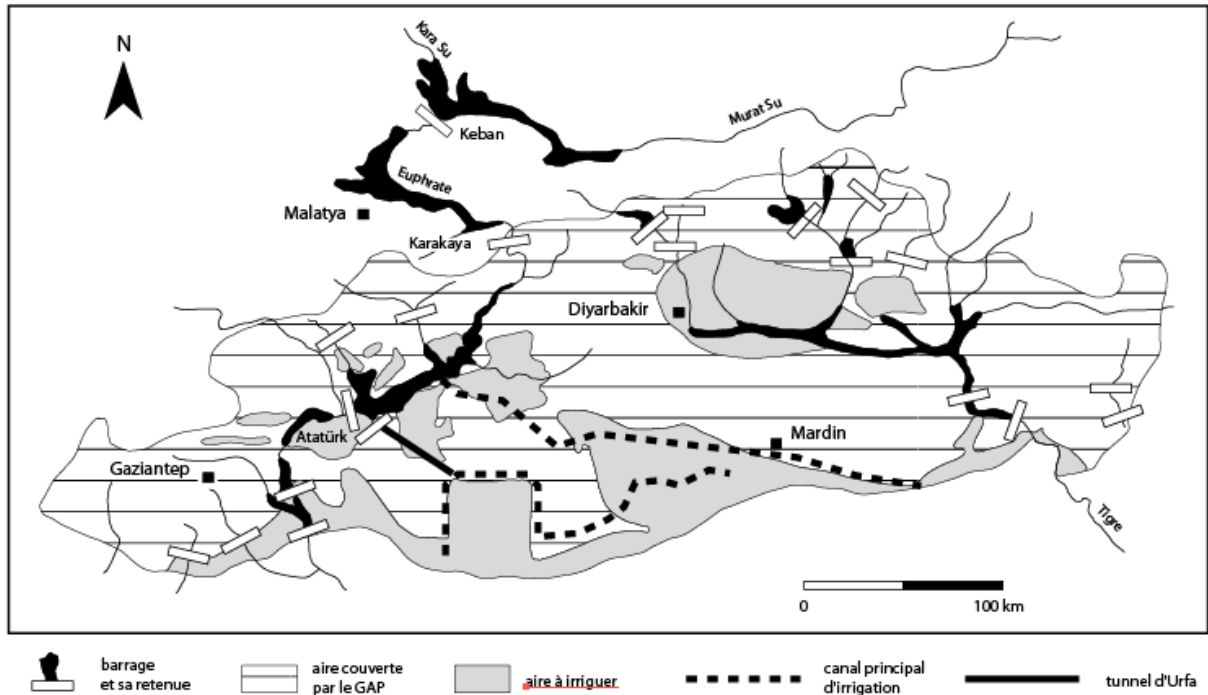 N
Kara Su
Murat Su
Keban
Euphrate
Malatya
Karakaya
Diyarbakir
Atatürk
Mardin
Gaziantep
Tigre
0 100 km
barrage
et sa retenue
aire couverte
par le GAP
aire à irriguer
canal principal
d'irrigation
tunnel d'Urfa